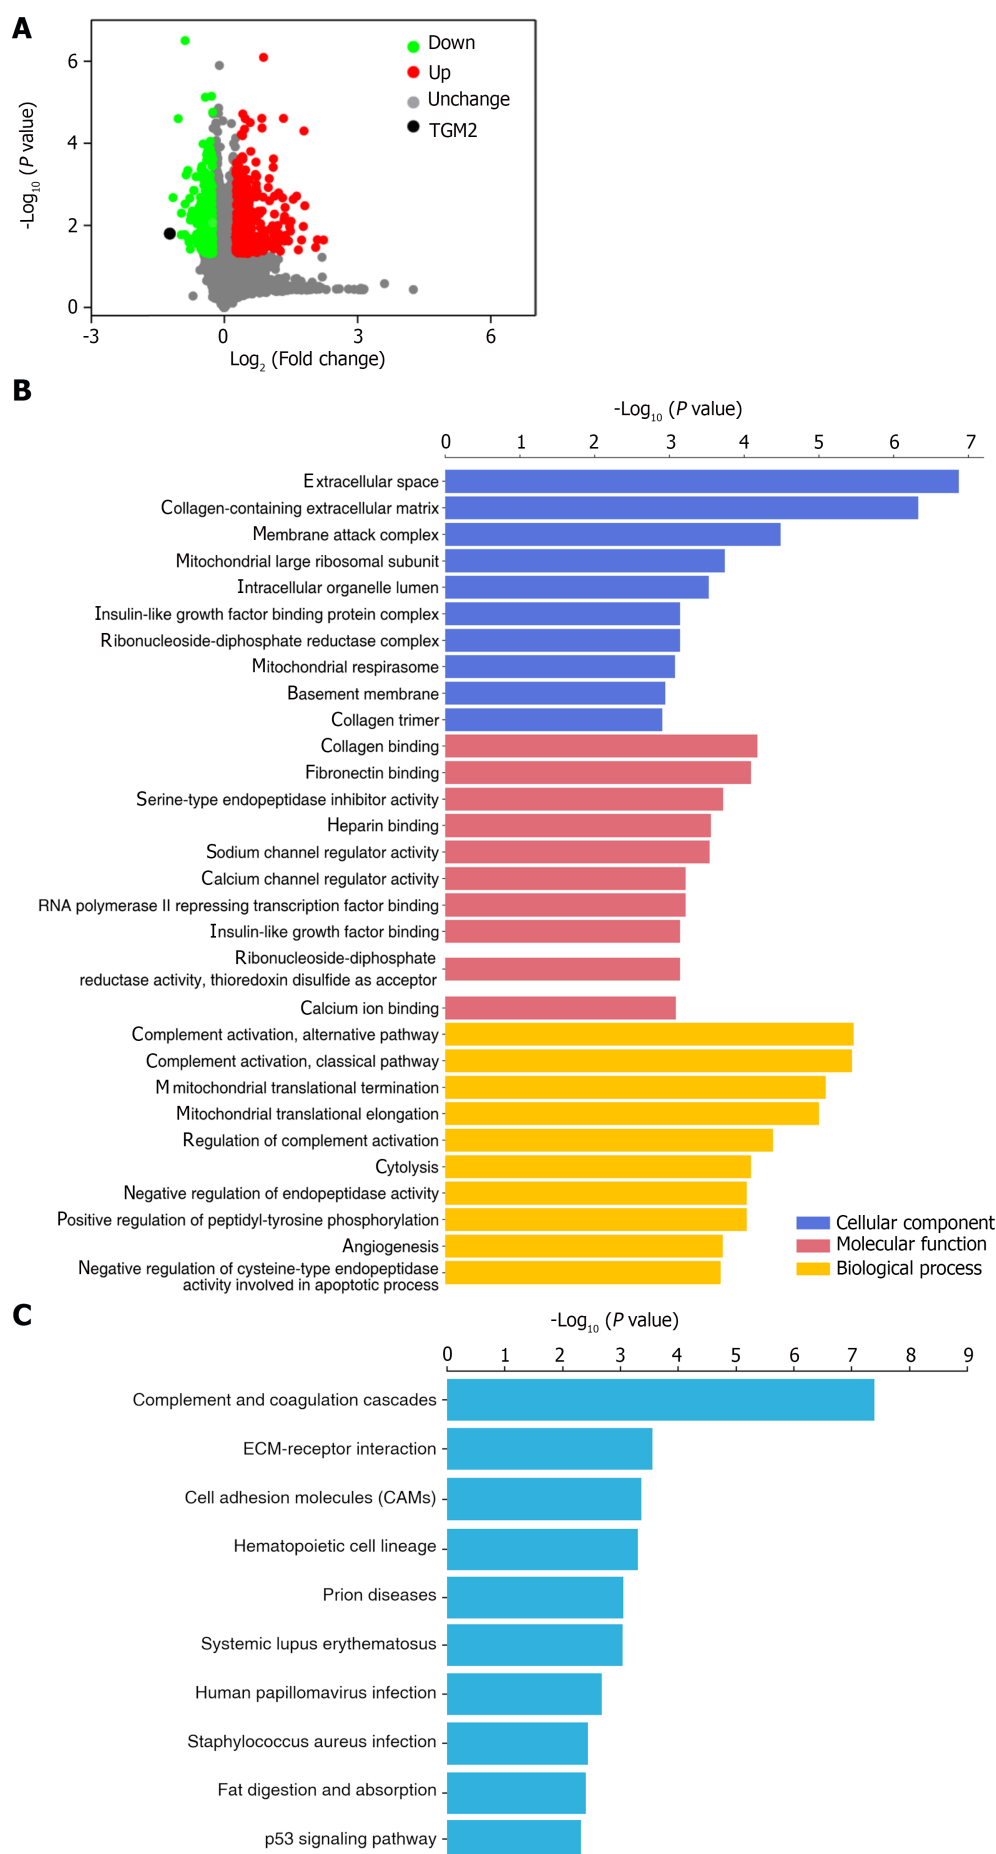 A
-Log10 (P value)
6
4
2
0
-3
0
3
6
Log2 (Fold change)
Down
Up
Unchange
TGM2
B
-Log10 (P value)
0 1 2 3 4 5 6 7
Extracellular space
Collagen-containing extracellular matrix
Membrane attack complex
Mitochondrial large ribosomal subunit
Intracellular organelle lumen
Insulin-like growth factor binding protein complex
Ribonucleoside-diphosphate reductase complex
Mitochondrial respirasome
Basement membrane
Collagen trimer
Collagen binding
Fibronectin binding
Serine-type endopeptidase inhibitor activity
Heparin binding
Sodium channel regulator activity
Calcium channel regulator activity
RNA polymerase II repressing transcription factor binding
Insulin-like growth factor binding
Ribonucleoside-diphosphate
reductase activity, thioredoxin disulfide as acceptor
Calcium ion binding
Complement activation, alternative pathway
Complement activation, classical pathway
M mitochondrial translational termination
Mitochondrial translational elongation
Regulation of complement activation
Cytolysis
Negative regulation of endopeptidase activity
Positive regulation of peptidyl-tyrosine phosphorylation
Angiogenesis
Negative regulation of cysteine-type endopeptidase
activity involved in apoptotic process
Cellular component
Molecular function
Biological process
C
-Log10 (P value)
0 1 2 3 4 5 6 7 8 9
Complement and coagulation cascades
ECM-receptor interaction
Cell adhesion molecules (CAMs)
Hematopoietic cell lineage
Prion diseases
Systemic lupus erythematosus
Human papillomavirus infection
Staphylococcus aureus infection
Fat digestion and absorption
p53 signaling pathway